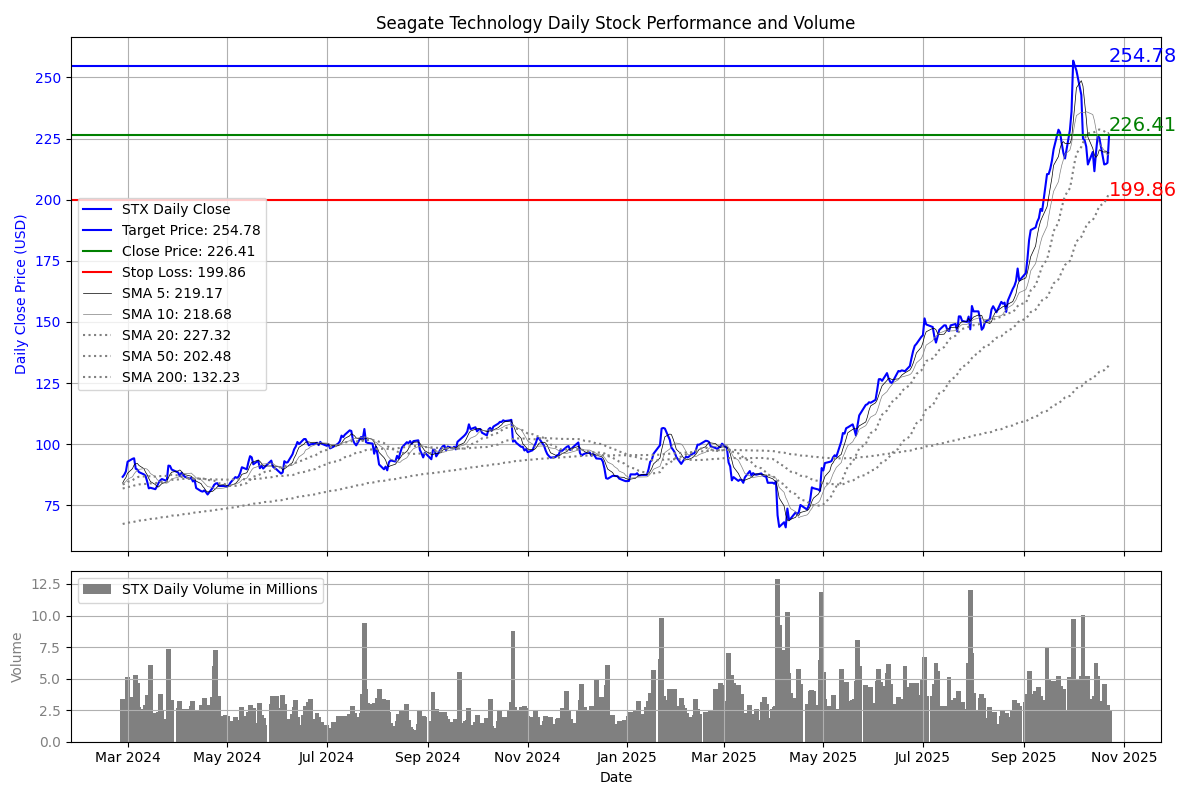 Seagate Technology Daily Stock Performance and Volume
254.78
226.41
199.86
Daily Close Price (USD)
250
225
200
175
150
125
100
75
STX Daily Close
Target Price: 254.78
Close Price: 226.41
Stop Loss: 199.86
SMA 5: 219.17
SMA 10: 218.68
SMA 20: 227.32
SMA 50: 202.48
SMA 200: 132.23
Volume
12.5
10.0
7.5
5.0
2.5
0.0
STX Daily Volume in Millions
Mar 2024
May 2024
Jul 2024
Sep 2024
Nov 2024
Jan 2025
Mar 2025
May 2025
Jul 2025
Sep 2025
Nov 2025
Date